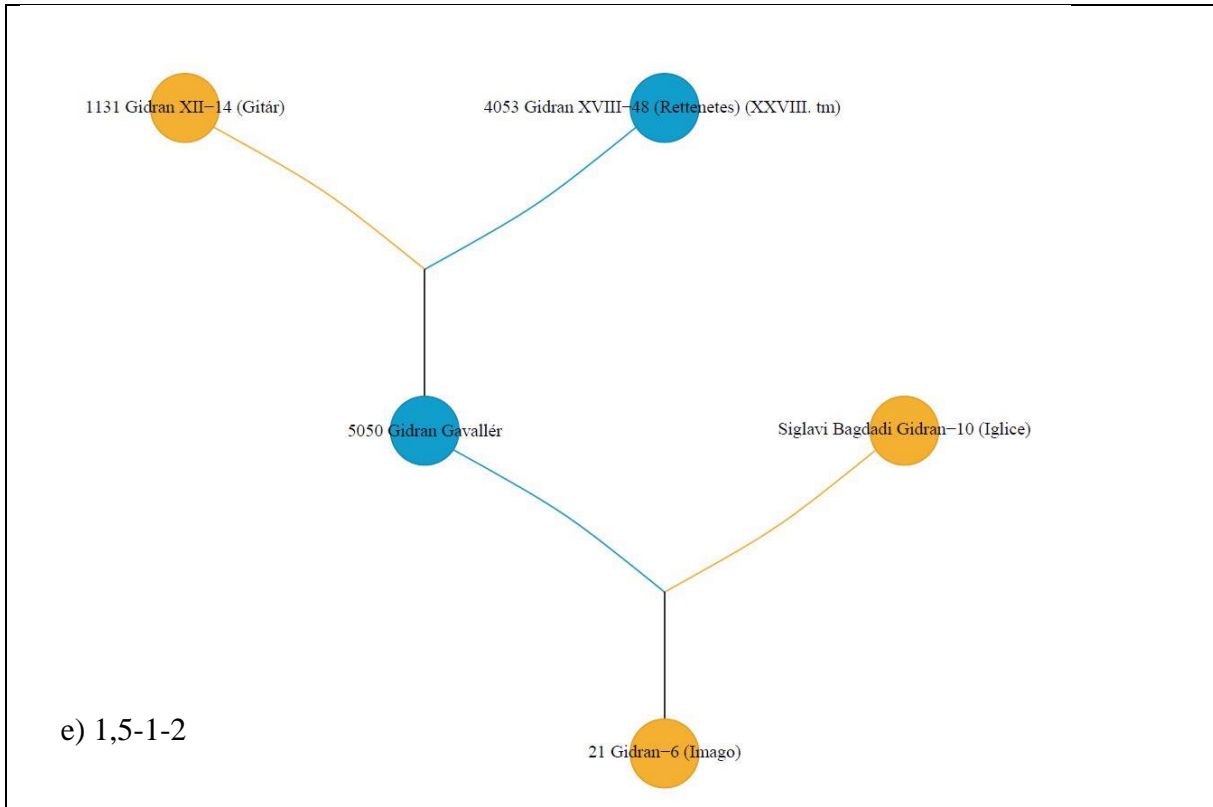 1131 Gidran XII−14 (Gitár)
4053 Gidran XVIII−48 (Rettenetes) (XXVIII. tm)
5050 Gidran Gavallér
Siglavi Bagdadi Gidran−10 (Iglice)
e) 1,5-1-2
21 Gidran−6 (Imago)